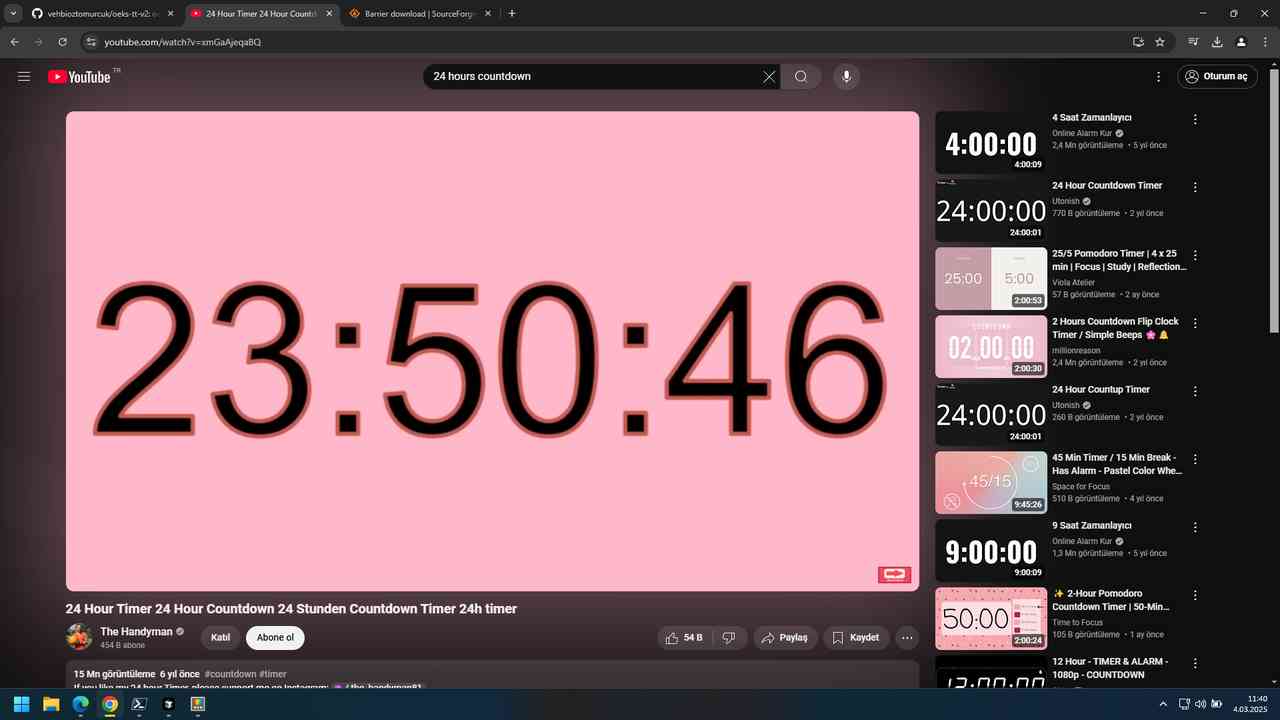 vehbioztomurcuk/oeks-tt-v2:
24 Hour Timer 24 Hour Countd
Barrier download | SourceForg
youtube.com/watch?v=xmGaAjeqaBQ
YouTube TR
24 hours countdown
Oturum aç
23:50:46
24 Hour Timer 24 Hour Countdown 24 Stunden Countdown Timer 24h timer
The Handyman
454 B abone
Katıl
Abone ol
54 B
Paylaş
Kaydet
15 Mn görüntüleme 6 yıl önce #countdown #timer
If you like my 24 hour Timer, please support me on Instagram: / the_handyman81
4:00:00
4:00:09
4 Saat Zamanlayıcı
Online Alarm Kur
2,4 Mn görüntüleme • 5 yıl önce
24:00:00
24:00:01
24 Hour Countdown Timer
Utonish
770 B görüntüleme • 2 yıl önce
25:00
5:00
2:00:53
25/5 Pomodoro Timer | 4 x 25
min | Focus | Study | Reflection...
Viola Atelier
57 B görüntüleme • 2 ay önce
COUNTDOWN
02 00 00
2:00:30
2 Hours Countdown Flip Clock
Timer / Simple Beeps 🌸 🔔
millionreason
2,4 Mn görüntüleme • 2 yıl önce
24:00:00
24:00:01
24 Hour Countup Timer
Utonish
260 B görüntüleme • 2 yıl önce
45/15
9:45:26
45 Min Timer / 15 Min Break -
Has Alarm - Pastel Color Whe...
Space for Focus
510 B görüntüleme • 4 yıl önce
9:00:00
9:00:09
9 Saat Zamanlayıcı
Online Alarm Kur
1,3 Mn görüntüleme • 5 yıl önce
50:00
2:00:24
✨ 2-Hour Pomodoro
Countdown Timer | 50-Min...
Time to Focus
105 B görüntüleme • 1 ay önce
12:00:00
12 Hour - TIMER & ALARM -
1080p - COUNTDOWN
11:40
4.03.2025